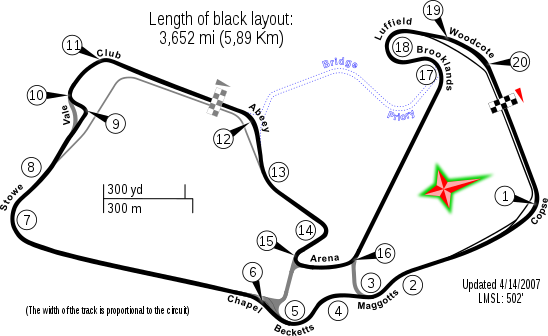 Length of black layout:
3,652 mi (5,89 Km)
19
Luffield
Woodcote
20
11
Club
18
Brooklands
17
Bridge
Priory
10
Vale
9
Abeey
12
8
Stowe
7
13
300 yd
300 m
1
Copse
14
15
Arena
16
6
Chapel
5
Becketts
4
3
Maggotts
2
Updated 4/14/2007
LMSL: 502'
(The width of the track is proportional to the circuit)